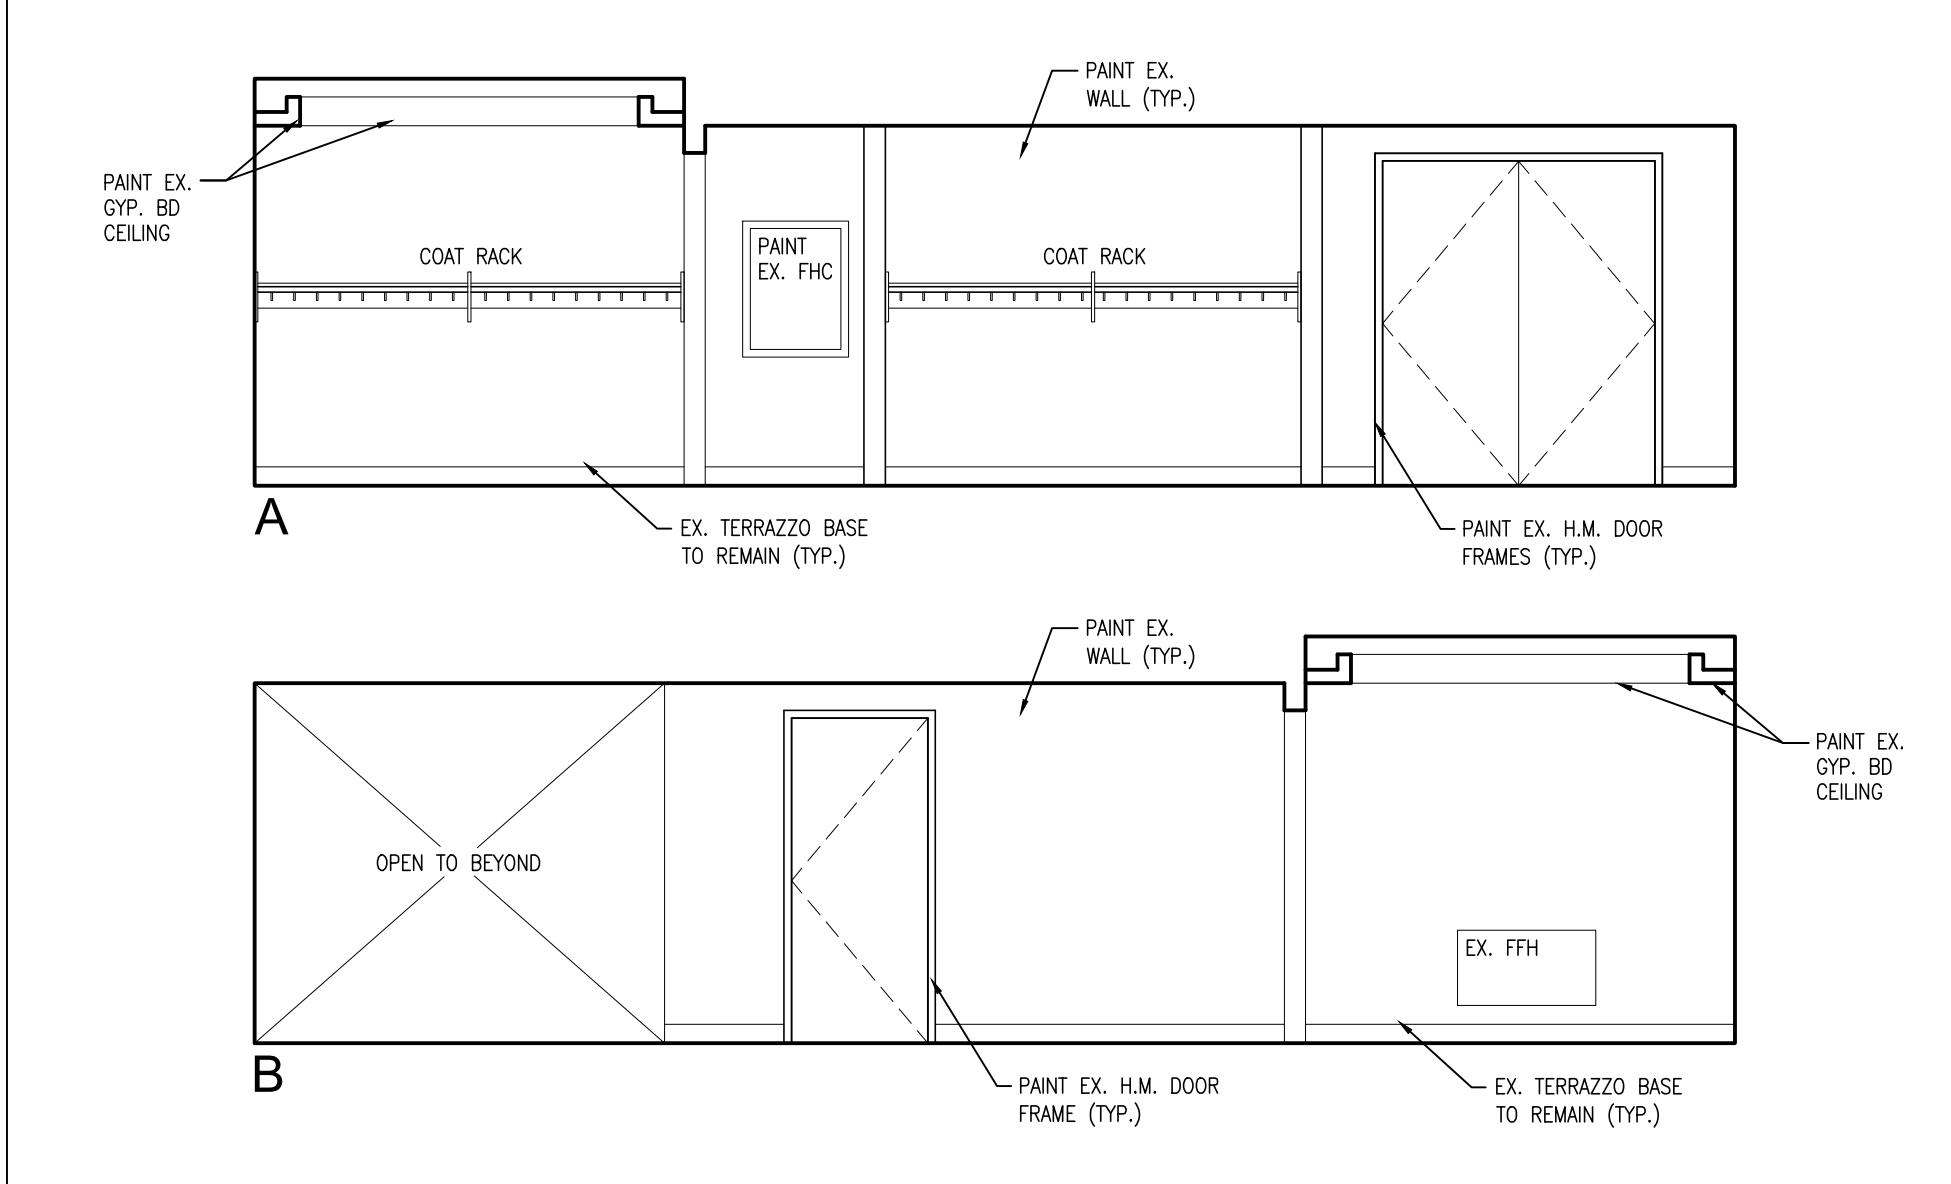 PAINT EX.
WALL (TYP.)
PAINT EX.
GYP. BD
CEILING
COAT RACK
PAINT
EX. FHC
COAT RACK
A
EX. TERRAZZO BASE
TO REMAIN (TYP.)
PAINT EX. H.M. DOOR
FRAMES (TYP.)
PAINT EX.
WALL (TYP.)
PAINT EX.
GYP. BD
CEILING
OPEN TO BEYOND
EX. FFH
B
PAINT EX. H.M. DOOR
FRAME (TYP.)
EX. TERRAZZO BASE
TO REMAIN (TYP.)